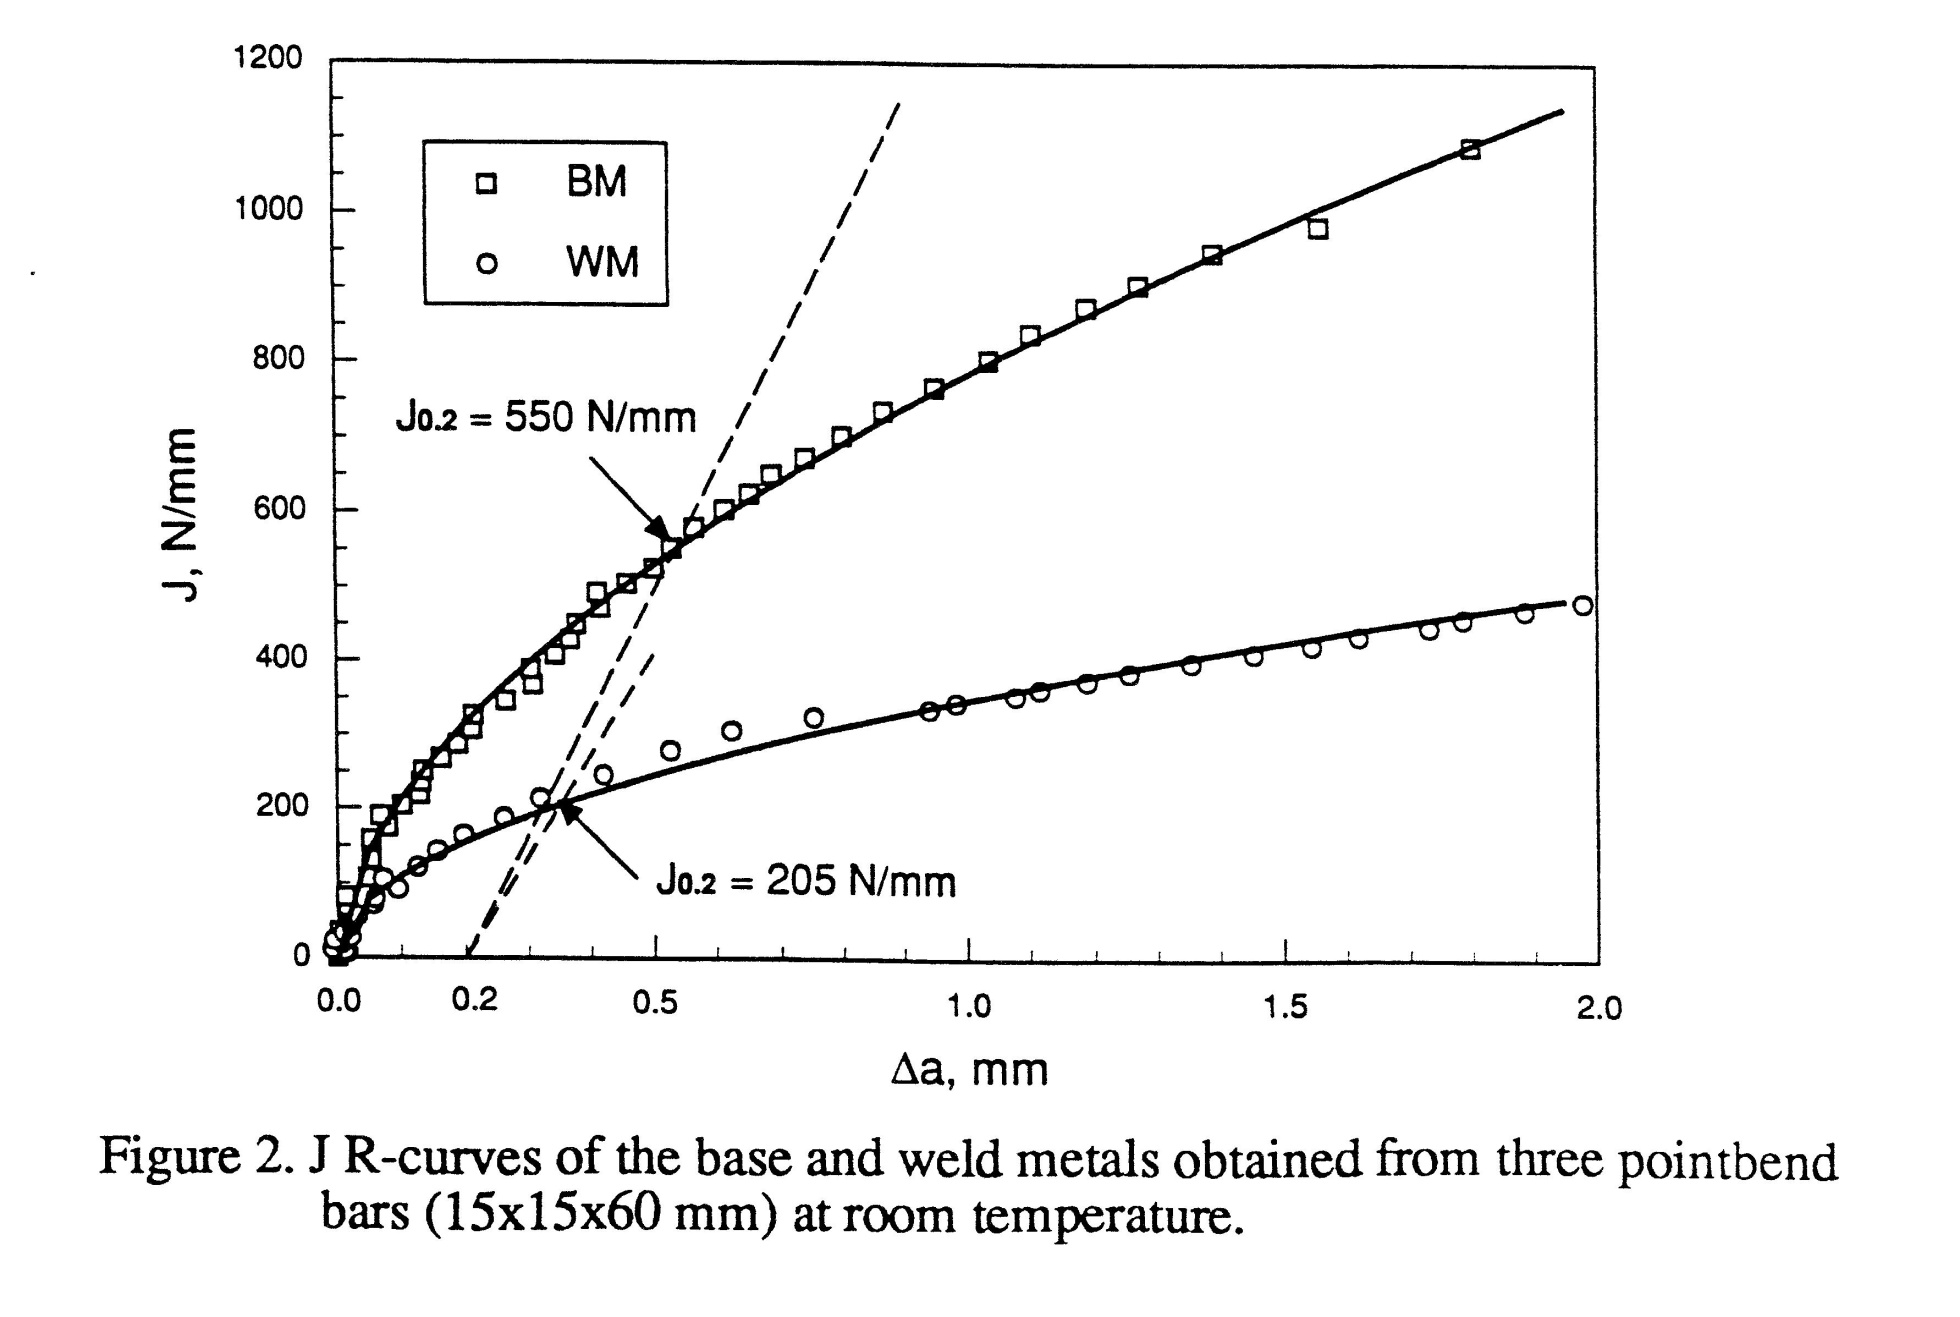 1200
1000
800
600
400
200
0
J, N/mm
BM
WM
J0.2 = 550 N/mm
J0.2 = 205 N/mm
0.0 0.2 0.5 1.0 1.5 2.0
Δa, mm
Figure 2. J R-curves of the base and weld metals obtained from three pointbend
bars (15x15x60 mm) at room temperature.